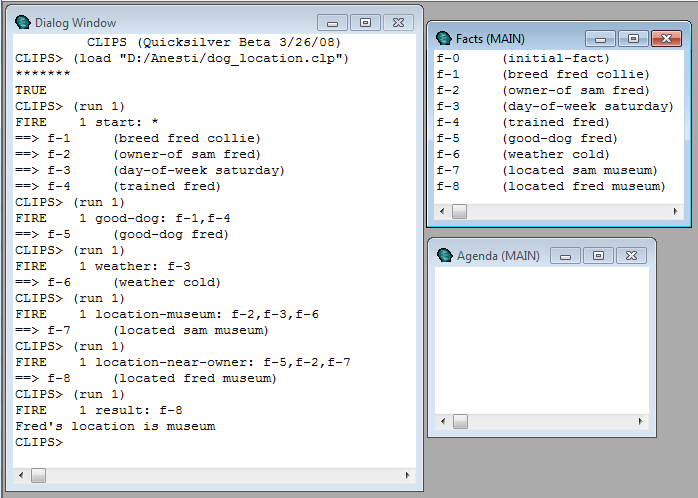 Dialog Window
CLIPS (Quicksilver Beta 3/26/08)
CLIPS> (load "D:/Anesti/dog_location.clp")
*******
TRUE
CLIPS> (run 1)
FIRE    1 start: *
==> f-1     (breed fred collie)
==> f-2     (owner-of sam fred)
==> f-3     (day-of-week saturday)
==> f-4     (trained fred)
CLIPS> (run 1)
FIRE    1 good-dog: f-1,f-4
==> f-5     (good-dog fred)
CLIPS> (run 1)
FIRE    1 weather: f-3
==> f-6     (weather cold)
CLIPS> (run 1)
FIRE    1 location-museum: f-2,f-3,f-6
==> f-7     (located sam museum)
CLIPS> (run 1)
FIRE    1 location-near-owner: f-5,f-2,f-7
==> f-8     (located fred museum)
CLIPS> (run 1)
FIRE    1 result: f-8
Fred's location is museum
CLIPS>
Facts (MAIN)
f-0     (initial-fact)
f-1     (breed fred collie)
f-2     (owner-of sam fred)
f-3     (day-of-week saturday)
f-4     (trained fred)
f-5     (good-dog fred)
f-6     (weather cold)
f-7     (located sam museum)
f-8     (located fred museum)
Agenda (MAIN)